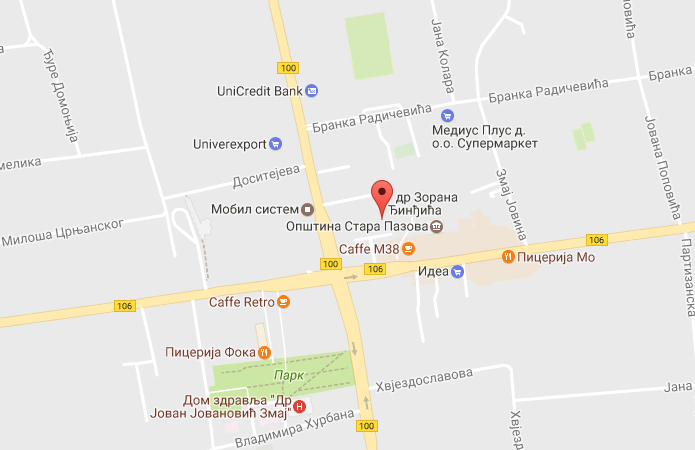 Ђуре Домоњија
100
Јана Колара
поповића
Бранка
UniCredit Bank
Бранка Радичевића
Бранка Радичевића
Медиус Плус д.
о.о. Супермаркет
Univerexport
Јована Поповића
мелика
Доситејева
Змај Јовина
др Зорана
Ђинђића
Мобил систем
Милоша Црњанског
Општина Стара Пазова
106
Партизанска
Caffe M38
Пицерија Мо
100
106
Идеа
106
Caffe Retro
Пицерија Фока
Парк
Хвјездославова
Јана
Дом здравља "Др
Јован Јовановић Змај"
Владимира Хурбана
100
Хвјездо